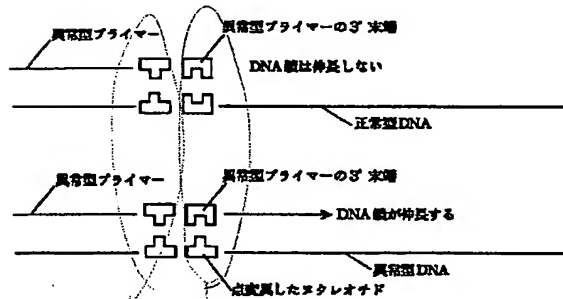 異常型プライマー
異常型プライマーの3' 末端
DNA鎖は伸長しない
正常型DNA
異常型プライマー
異常型プライマーの3' 末端
DNA鎖が伸長する
異常型DNA
点変異したヌクレオチド